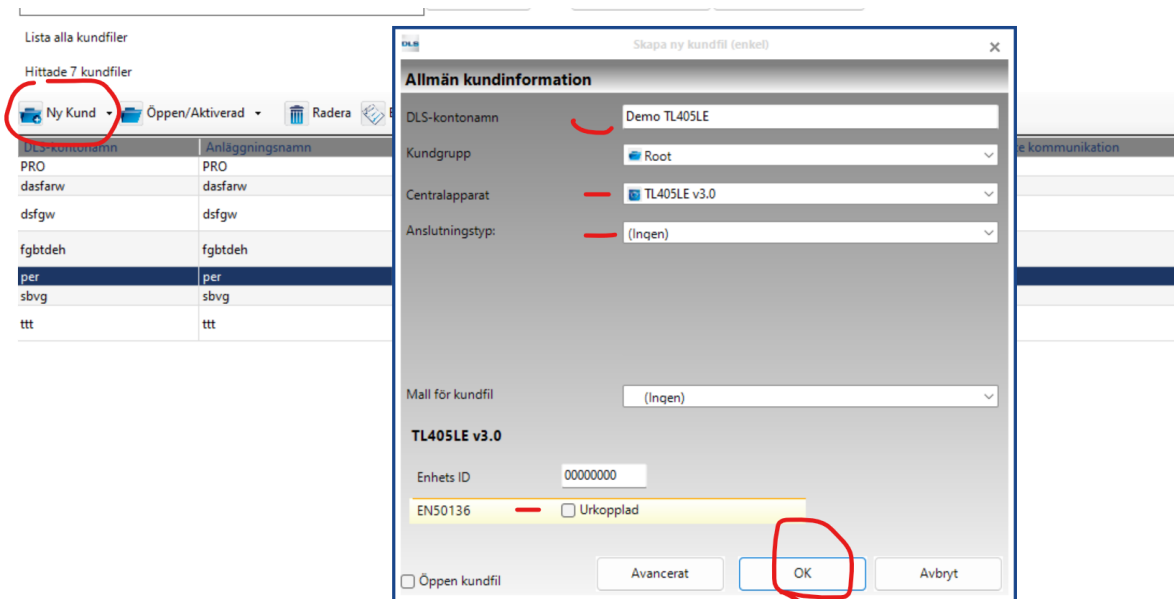 Lista alla kundfiler
Hittade 7 kundfiler
Ny Kund Öppen/Aktiverad Radera
DLS-kontonamn Anläggningsnamn kommunikation
PRO PRO
dasfarw dasfarw
dsfgw dsfgw
fgbtdeh fgbtdeh
per per
sbvg sbvg
ttt ttt
DLS Skapa ny kundfil (enkel)
Allmän kundinformation
DLS-kontonamn Demo TL405LE
Kundgrupp Root
Centralapparat TL405LE v3.0
Anslutningstyp: (Ingen)
Mall för kundfil (Ingen)
TL405LE v3.0
Enhets ID 00000000
EN50136 Urkopplad
Öppen kundfil Avancerat OK Avbryt